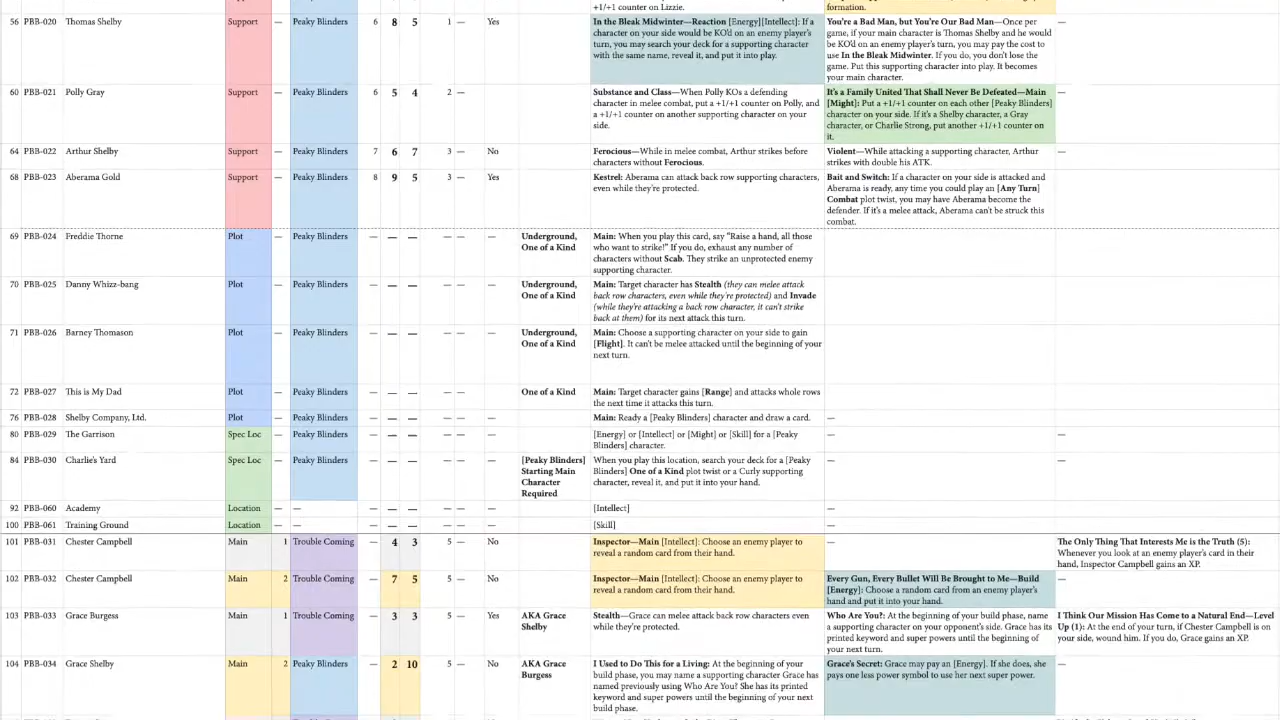 +1/+1 counter on Lizzie.
formation.
56 PBB-020 Thomas Shelby Support — Peaky Blinders 6 8 5 1 — Yes
In the Bleak Midwinter—Reaction [Energy][Intellect]: If a
character on your side would be KO'd on an enemy player's
turn, you may search your deck for a supporting character
with the same name, reveal it, and put it into play.
You're a Bad Man, but You're Our Bad Man—Once per
game, if your main character is Thomas Shelby and he would
be KO'd on an enemy player's turn, you may pay the cost to
use In the Bleak Midwinter. If you do, you don't lose the
game. Put this supporting character into play. It becomes
your main character.
—
60 PBB-021 Polly Gray Support — Peaky Blinders 6 5 4 2 —
Substance and Class—When Polly KOs a defending
character in melee combat, put a +1/+1 counter on Polly, and
a +1/+1 counter on another supporting character on your
side.
It's a Family United That Shall Never Be Defeated—Main
[Might]: Put a +1/+1 counter on each other [Peaky Blinders]
character on your side. If it's a Shelby character, a Gray
character, or Charlie Strong, put another +1/+1 counter on
it.
—
64 PBB-022 Arthur Shelby Support — Peaky Blinders 7 6 7 3 — No
Ferocious—While in melee combat, Arthur strikes before
characters without Ferocious.
Violent—While attacking a supporting character, Arthur
strikes with double his ATK.
—
68 PBB-023 Aberama Gold Support — Peaky Blinders 8 9 5 3 — Yes
Kestrel: Aberama can attack back row supporting characters,
even while they're protected.
Bait and Switch: If a character on your side is attacked and
Aberama is ready, any time you could play an [Any Turn]
Combat plot twist, you may have Aberama become the
defender. If it's a melee attack, Aberama can't be struck this
combat.
69 PBB-024 Freddie Thorne Plot — Peaky Blinders — — — — — —
Underground,
One of a Kind
Main: When you play this card, say "Raise a hand, all those
who want to strike!" If you do, exhaust any number of
characters without Scab. They strike an unprotected enemy
supporting character.
70 PBB-025 Danny Whizz-bang Plot — Peaky Blinders — — — — — —
Underground,
One of a Kind
Main: Target character has Stealth (they can melee attack
back row characters, even while they're protected) and Invade
(while they're attacking a back row character, it can't strike
back at them) for its next attack this turn.
71 PBB-026 Barney Thomason Plot — Peaky Blinders — — — — — —
Underground,
One of a Kind
Main: Choose a supporting character on your side to gain
[Flight]. It can't be melee attacked until the beginning of your
next turn.
72 PBB-027 This is My Dad Plot — Peaky Blinders — — — — — —
One of a Kind
Main: Target character gains [Range] and attacks whole rows
the next time it attacks this turn.
76 PBB-028 Shelby Company, Ltd. Plot — Peaky Blinders — — — — — —
Main: Ready a [Peaky Blinders] character and draw a card.
—
80 PBB-029 The Garrison Spec Loc — Peaky Blinders — — — — — —
[Energy] or [Intellect] or [Might] or [Skill] for a [Peaky
Blinders] character.
— —
84 PBB-030 Charlie's Yard Spec Loc — Peaky Blinders — — — — — —
[Peaky Blinders]
Starting Main
Character
Required
When you play this location, search your deck for a [Peaky
Blinders] One of a Kind plot twist or a Curly supporting
character, reveal it, and put it into your hand.
— —
92 PBB-060 Academy Location — — — — — — — — [Intellect] —
100 PBB-061 Training Ground Location — — — — — — — — [Skill] —
101 PBB-031 Chester Campbell Main 1 Trouble Coming — 4 3 5 — No
Inspector—Main [Intellect]: Choose an enemy player to
reveal a random card from their hand.
—
The Only Thing That Interests Me is the Truth (5):
Whenever you look at an enemy player's card in their
hand, Inspector Campbell gains an XP.
102 PBB-032 Chester Campbell Main 2 Trouble Coming — 7 5 5 — No
Inspector—Main [Intellect]: Choose an enemy player to
reveal a random card from their hand.
Every Gun, Every Bullet Will Be Brought to Me—Build
[Energy]: Choose a random card from an enemy player's
hand and put it into your hand.
—
103 PBB-033 Grace Burgess Main 1 Trouble Coming — 3 3 5 — Yes
AKA Grace
Shelby
Stealth—Grace can melee attack back row characters even
while they're protected.
Who Are You?: At the beginning of your build phase, name
a supporting character on your opponent's side. Grace has its
printed keyword and super powers until the beginning of
your next turn.
I Think Our Mission Has Come to a Natural End—Level
Up (1): At the end of your turn, if Chester Campbell is on
your side, wound him. If you do, Grace gains an XP.
104 PBB-034 Grace Shelby Main 2 Peaky Blinders — 2 10 5 — No
AKA Grace
Burgess
I Used to Do This for a Living: At the beginning of your
build phase, you may name a supporting character Grace has
named previously using Who Are You? She has its printed
keyword and super powers until the beginning of your next
build phase.
Grace's Secret: Grace may pay an [Energy]. If she does, she
pays one less power symbol to use her next super power.
—